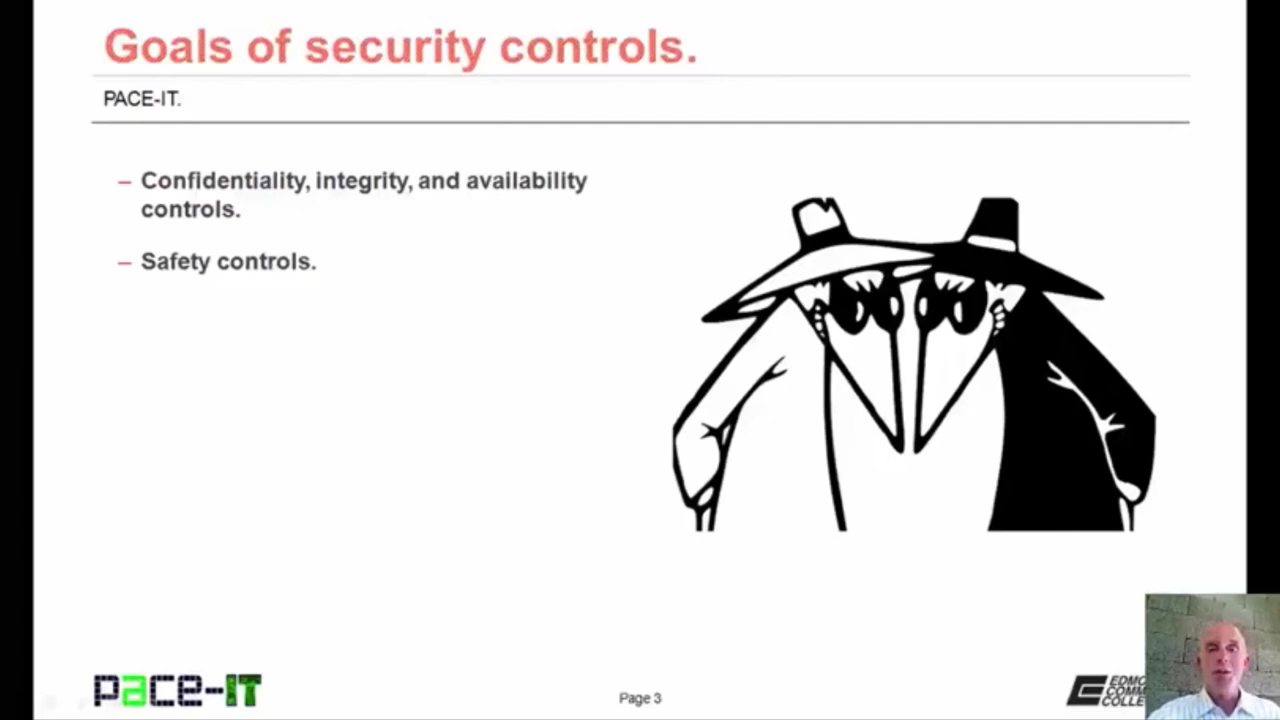 Goals of security controls.
PACE-IT.
– Confidentiality, integrity, and availability
controls.
– Safety controls.
pace-IT
Page 3